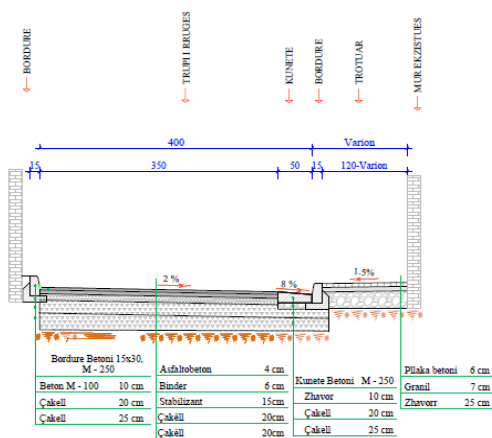 BORDURE
TRUPI I RRUGES
KUNETE
BORDURE
TROTUAR
MUR EKZISTUES
400 Varion
15 350 50 15 120-Varion
2 % 8 % 1.5%
Bordure Betoni 15x30,
M - 250
Beton M - 100 10 cm
Çakell 20 cm
Çakell 25 cm
Asfaltobeton 4 cm
Binder 6 cm
Stabilizant 15cm
Çakëll 20cm
Çakëll 20cm
Kunete Betoni M - 250
Zhavor 10 cm
Çakell 20 cm
Çakell 25 cm
Pllaka betoni 6 cm
Granil 7 cm
Zhavorr 25 cm